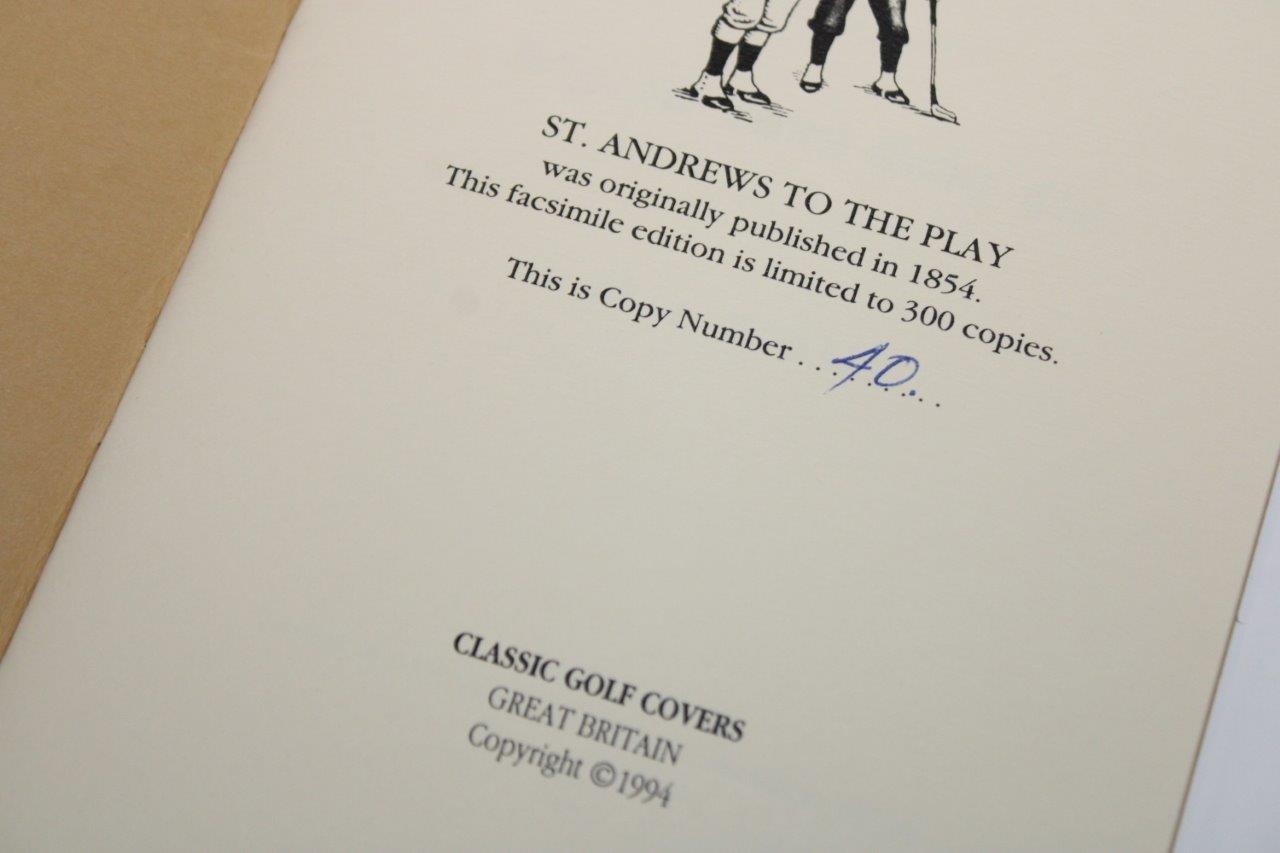 ST. ANDREWS TO THE PLAY
was originally published in 1854.
This facsimile edition is limited to 300 copies.
This is Copy Number . . 40. . .
CLASSIC GOLF COVERS
GREAT BRITAIN
Copyright ©1994